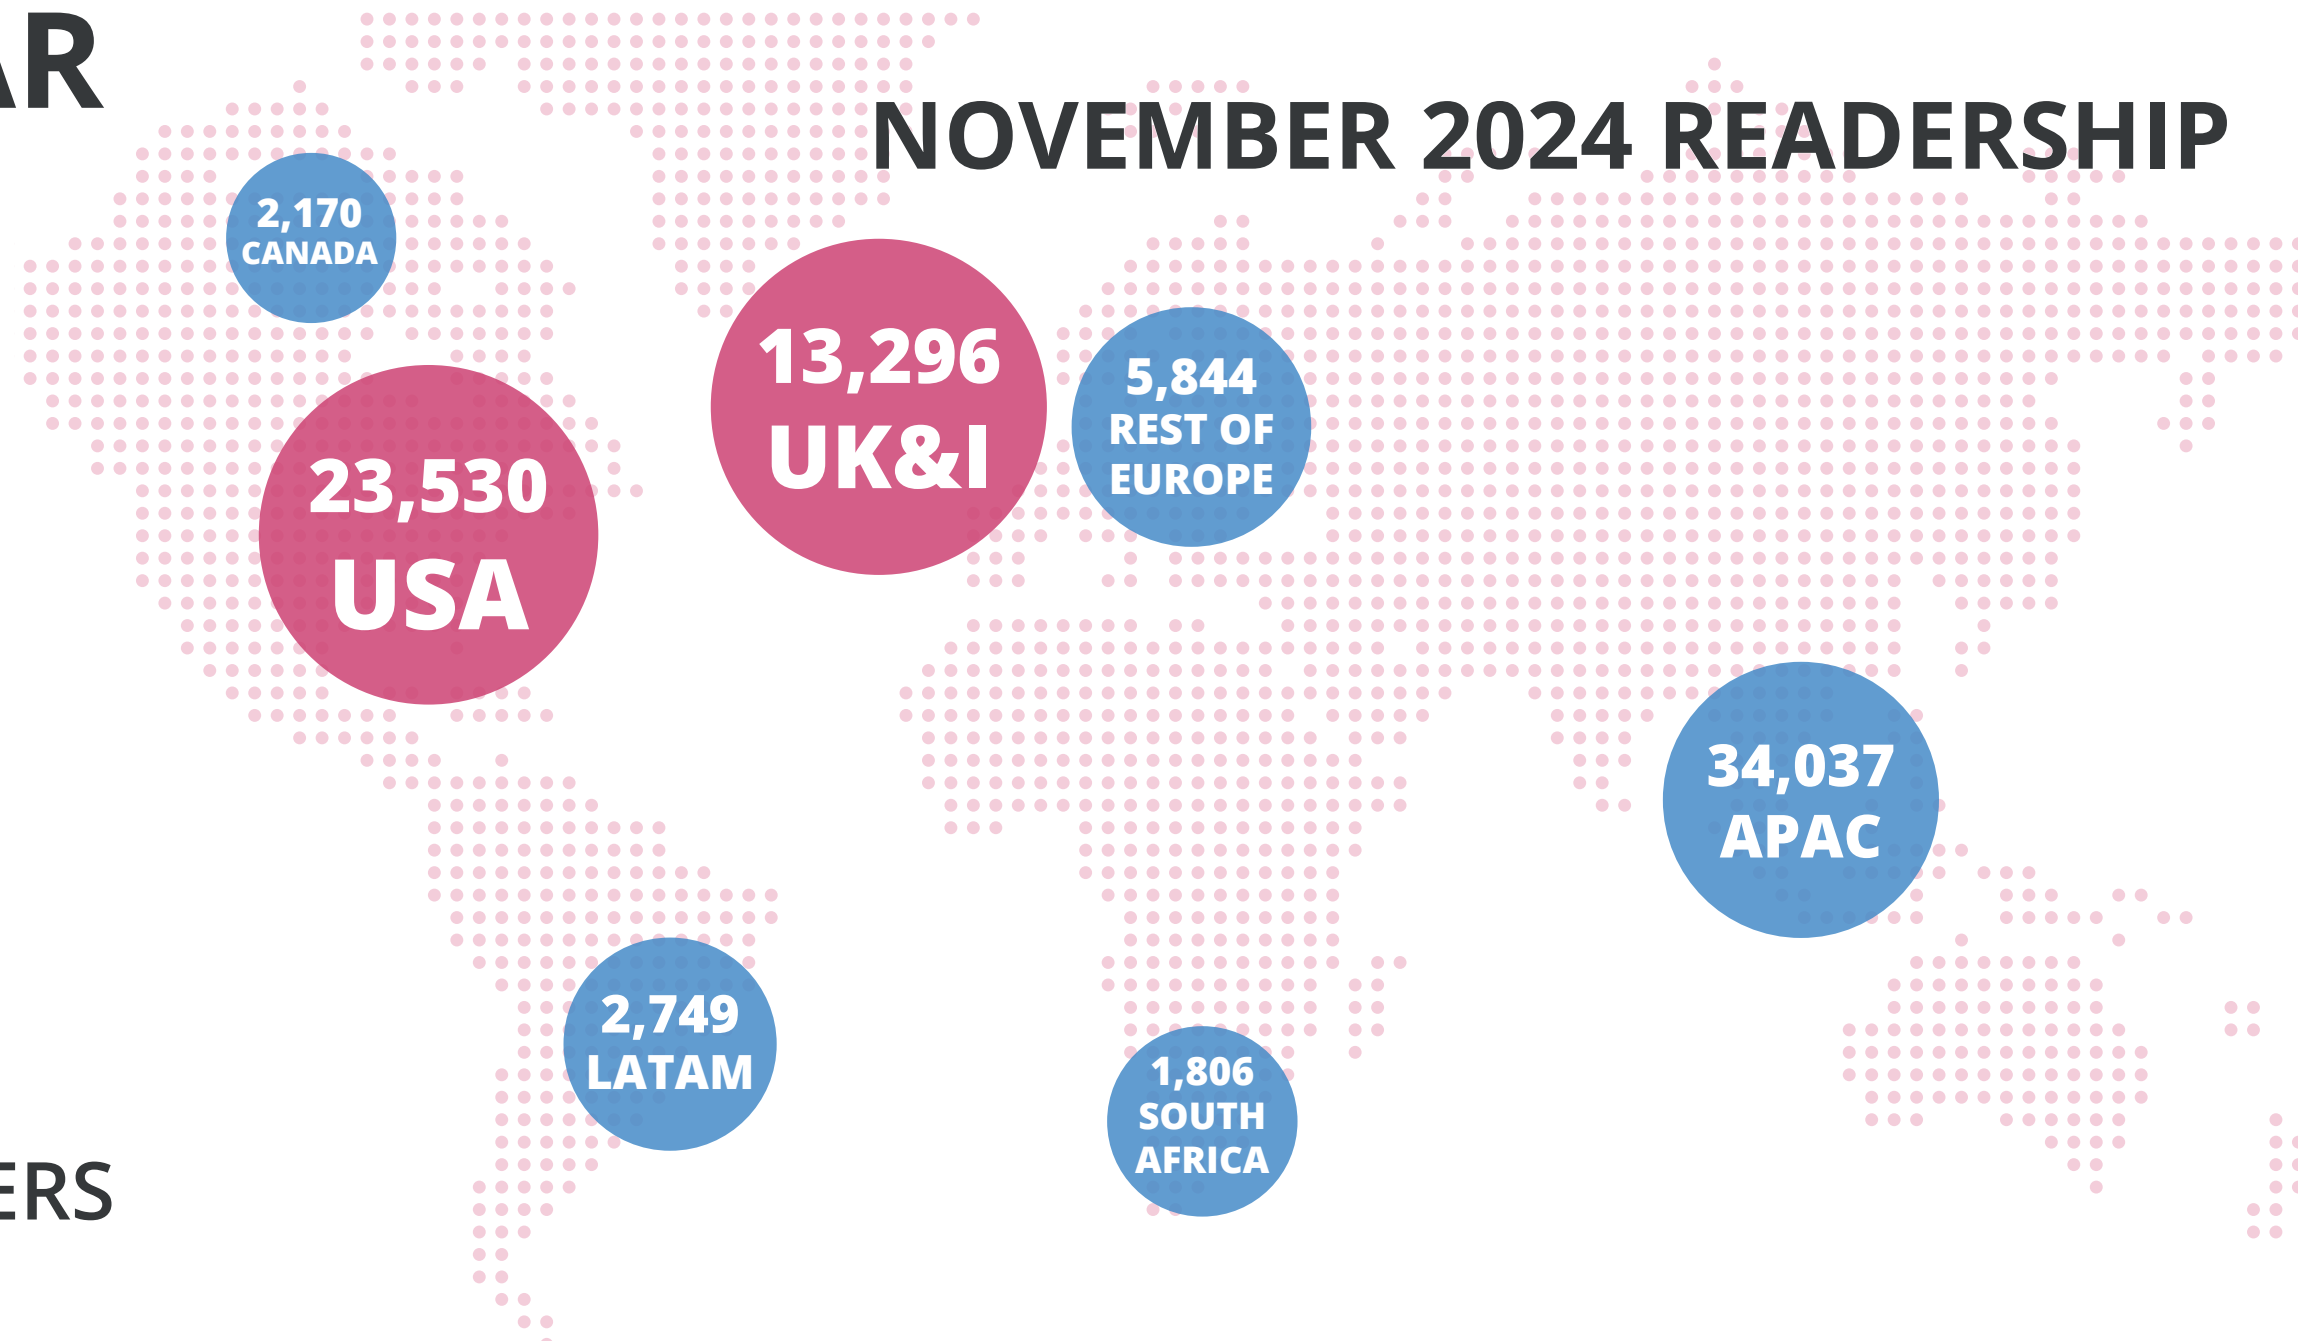 AR
NOVEMBER 2024 READERSHIP
2,170
CANADA
13,296
UK&I
5,844
REST OF
EUROPE
23,530
USA
34,037
APAC
2,749
LATAM
1,806
SOUTH
AFRICA
ERS